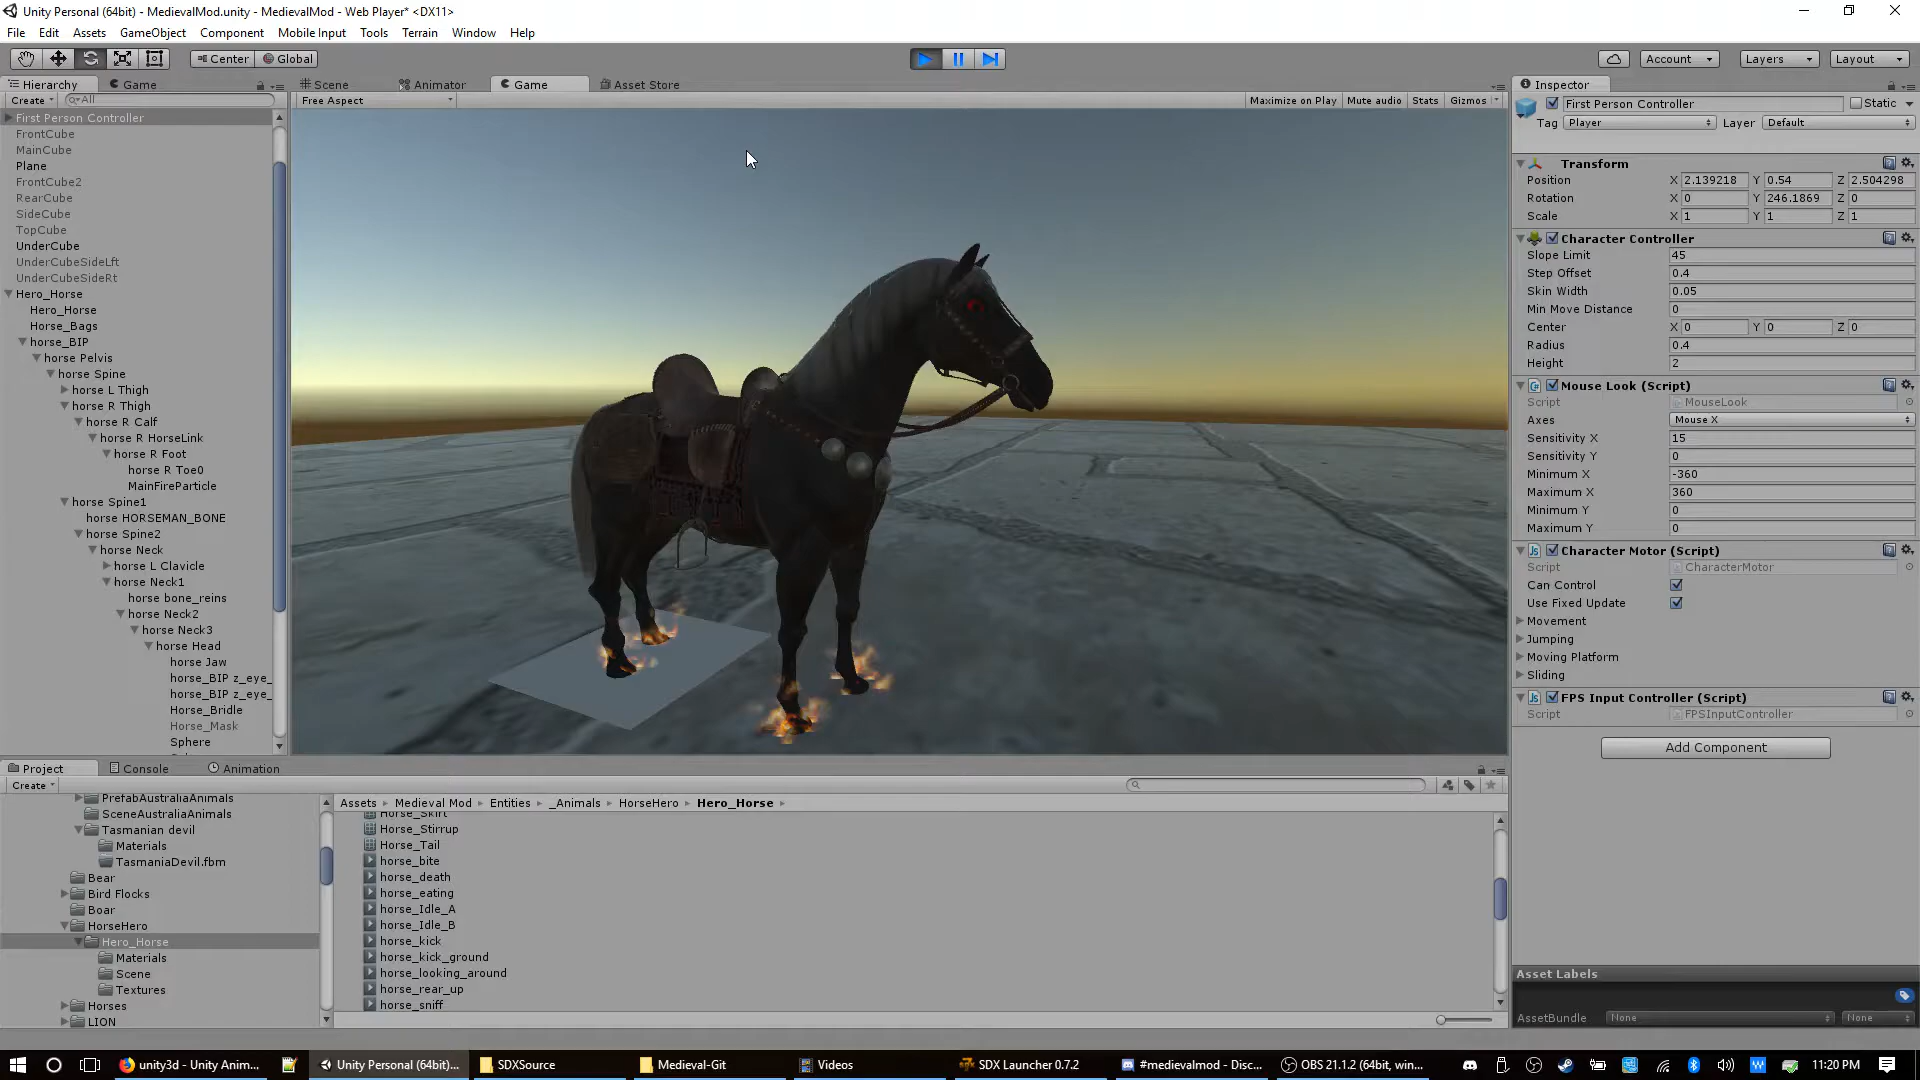 Unity Personal (64bit) - MedievalMod.unity - MedievalMod - Web Player* <DX11>
File Edit Assets GameObject Component Mobile Input Tools Terrain Window Help
Center Global Account Layers Layout
Hierarchy Game Scene Animator Game Asset Store Inspector
Create All Free Aspect Maximize on Play Mute audio Stats Gizmos First Person Controller Static
Tag Player Layer Default
First Person Controller
FrontCube
MainCube
Plane
FrontCube2
RearCube
SideCube
TopCube
UnderCube
UnderCubeSideLft
UnderCubeSideRt
Hero_Horse
Hero_Horse
Horse_Bags
horse_BIP
horse Pelvis
horse Spine
horse L Thigh
horse R Thigh
horse R Calf
horse R HorseLink
horse R Foot
horse R Toe0
MainFireParticle
horse Spine1
horse HORSEMAN_BONE
horse Spine2
horse Neck
horse L Clavicle
horse Neck1
horse bone_reins
horse Neck2
horse Neck3
horse Head
horse Jaw
horse_BIP z_eye_
horse_BIP z_eye_
Horse_Bridle
Horse_Mask
Sphere
Transform
Position X 2.139218 Y 0.54 Z 2.504298
Rotation X 0 Y 246.1869 Z 0
Scale X 1 Y 1 Z 1
Character Controller
Slope Limit 45
Step Offset 0.4
Skin Width 0.05
Min Move Distance 0
Center X 0 Y 0 Z 0
Radius 0.4
Height 2
Mouse Look (Script)
Script MouseLook
Axes Mouse X
Sensitivity X 15
Sensitivity Y 0
Minimum X -360
Maximum X 360
Minimum Y 0
Maximum Y 0
Character Motor (Script)
Script CharacterMotor
Can Control
Use Fixed Update
Movement
Jumping
Moving Platform
Sliding
FPS Input Controller (Script)
Script FPSInputController
Add Component
Project Console Animation
Create
PrefabAustraliaAnimals
SceneAustraliaAnimals
Tasmanian devil
Materials
TasmaniaDevil.fbm
Bear
Bird Flocks
Boar
HorseHero
Hero_Horse
Materials
Scene
Textures
Horses
LION
Assets Medieval Mod Entities _Animals HorseHero Hero_Horse
Horse_Skirt
Horse_Stirrup
Horse_Tail
horse_bite
horse_death
horse_eating
horse_Idle_A
horse_Idle_B
horse_kick
horse_kick_ground
horse_looking_around
horse_rear_up
horse_sniff
Asset Labels
AssetBundle None None
unity3d - Unity Anim... Unity Personal (64bit)... SDXSource Medieval-Git Videos SDX Launcher 0.7.2 #medievalmod - Disc... OBS 21.1.2 (64bit, win... 11:20 PM